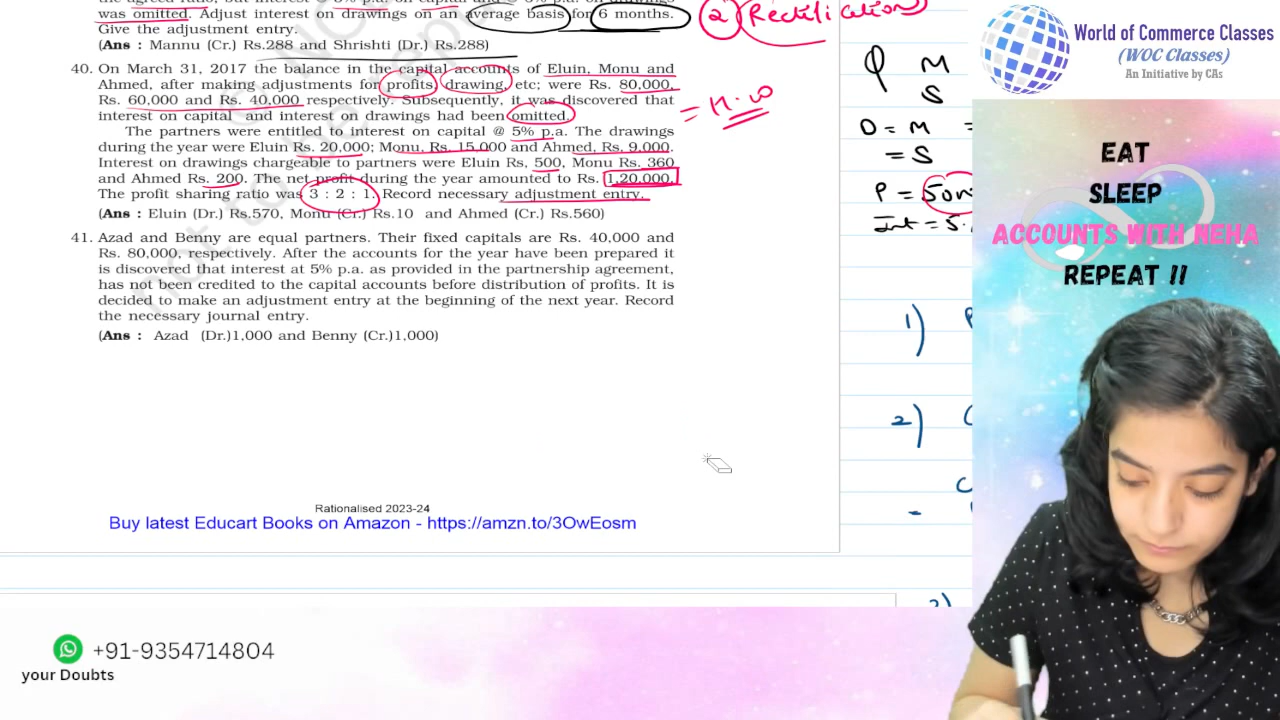 was omitted. Adjust interest on drawings on an average basis for 6 months.
Give the adjustment entry.
(Ans : Mannu (Cr.) Rs.288 and Shrishti (Dr.) Rs.288)
② Rectification
40. On March 31, 2017 the balance in the capital accounts of Eluin, Monu and
Ahmed, after making adjustments for profits, drawing, etc; were Rs. 80,000,
Rs. 60,000 and Rs. 40,000 respectively. Subsequently, it was discovered that
interest on capital and interest on drawings had been omitted.
= H.W
The partners were entitled to interest on capital @ 5% p.a. The drawings
during the year were Eluin Rs. 20,000; Monu, Rs. 15,000 and Ahmed, Rs. 9,000.
Interest on drawings chargeable to partners were Eluin Rs, 500, Monu Rs. 360
and Ahmed Rs. 200. The net profit during the year amounted to Rs. 1,20,000.
The profit sharing ratio was 3 : 2 : 1. Record necessary adjustment entry.
(Ans : Eluin (Dr.) Rs.570, Monu (Cr.) Rs.10 and Ahmed (Cr.) Rs.560)
41. Azad and Benny are equal partners. Their fixed capitals are Rs. 40,000 and
Rs. 80,000, respectively. After the accounts for the year have been prepared it
is discovered that interest at 5% p.a. as provided in the partnership agreement,
has not been credited to the capital accounts before distribution of profits. It is
decided to make an adjustment entry at the beginning of the next year. Record
the necessary journal entry.
(Ans : Azad (Dr.)1,000 and Benny (Cr.)1,000)
Rationalised 2023-24
Buy latest Educart Books on Amazon - https://amzn.to/3OwEosm
M
S
D = M =
= S
P =
Int = 5.
1)
2)
=
World of Commerce Classes
(WOC Classes)
An Initiative by CAs
EAT
SLEEP
ACCOUNTS WITH NEHA
REPEAT !!
+91-9354714804
your Doubts